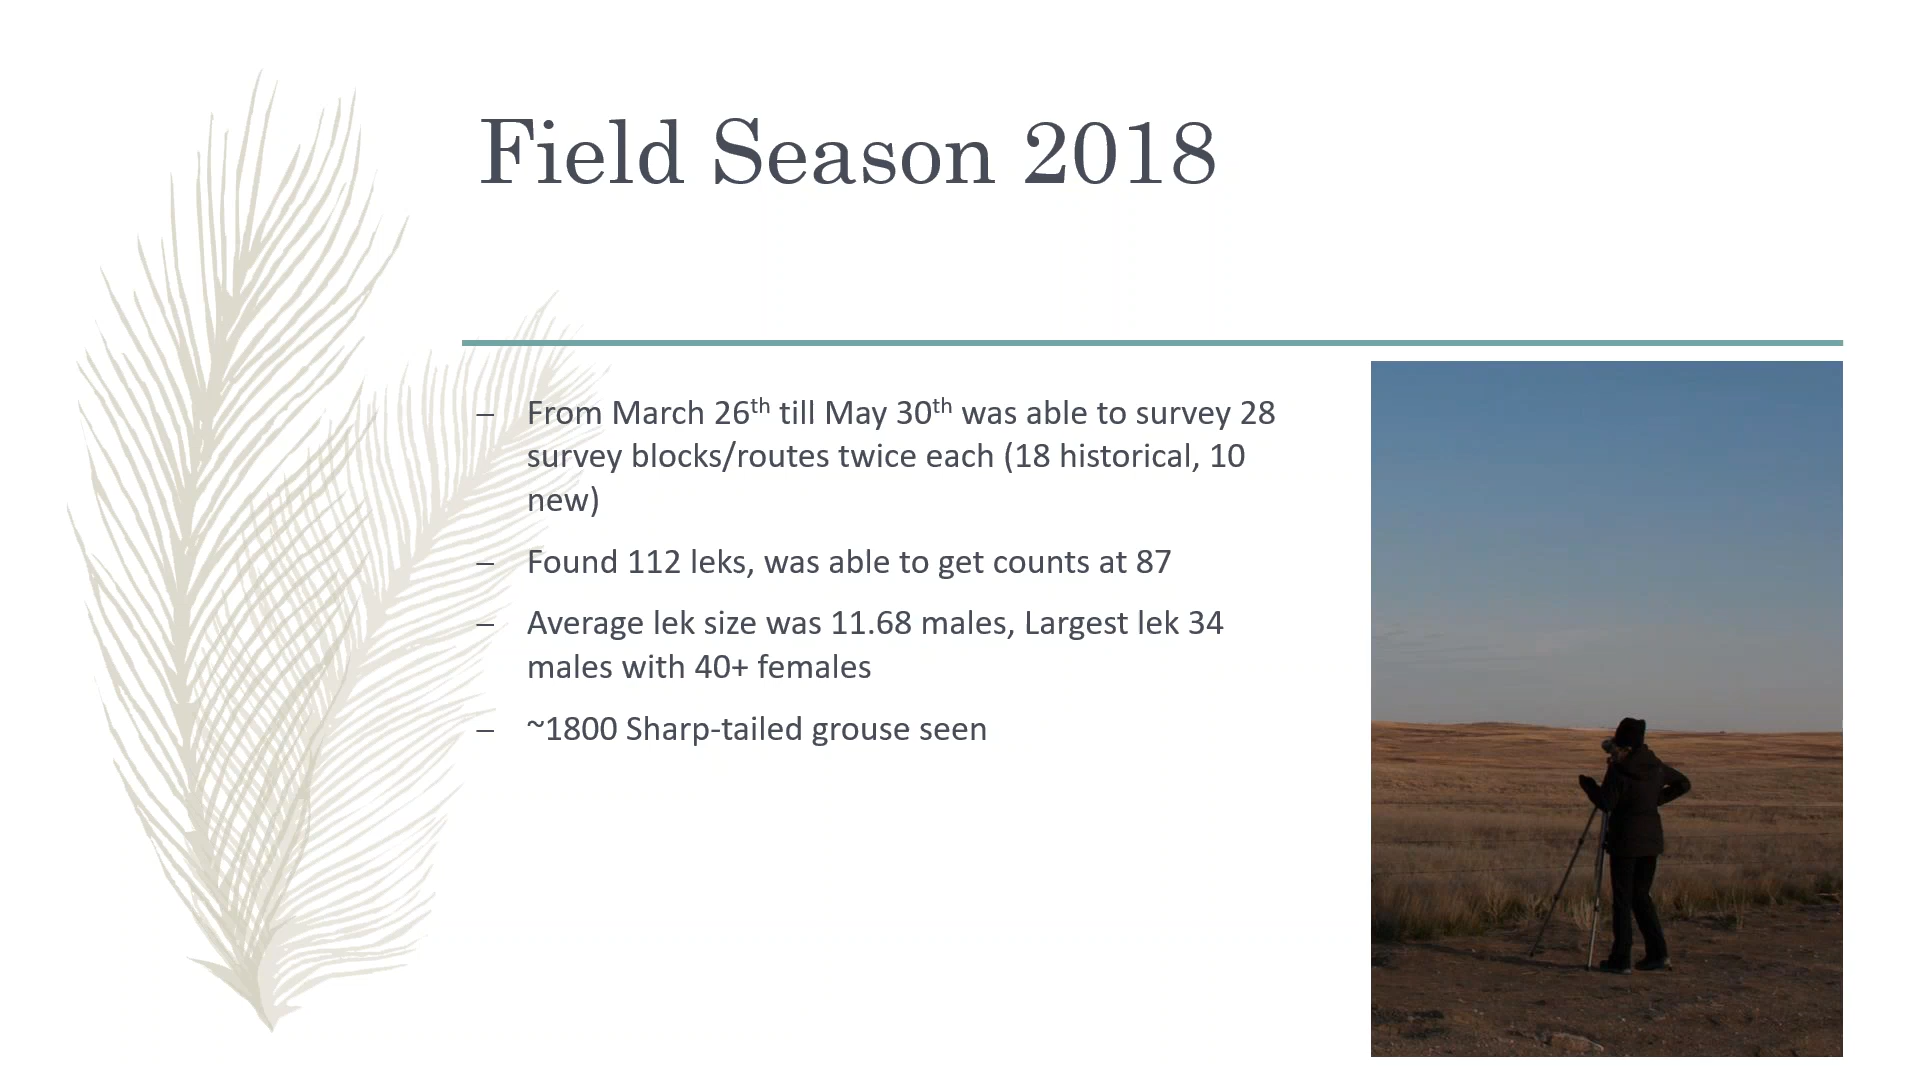 Field Season 2018
– From March 26th till May 30th was able to survey 28
survey blocks/routes twice each (18 historical, 10
new)
– Found 112 leks, was able to get counts at 87
– Average lek size was 11.68 males, Largest lek 34
males with 40+ females
– ~1800 Sharp-tailed grouse seen